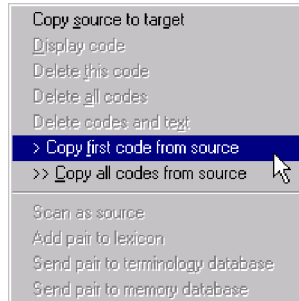 Copy source to target
Display code
Delete this code
Delete all codes
Delete codes and text
> Copy first code from source
>> Copy all codes from source
Scan as source
Add pair to lexicon
Send pair to terminology database
Send pair to memory database